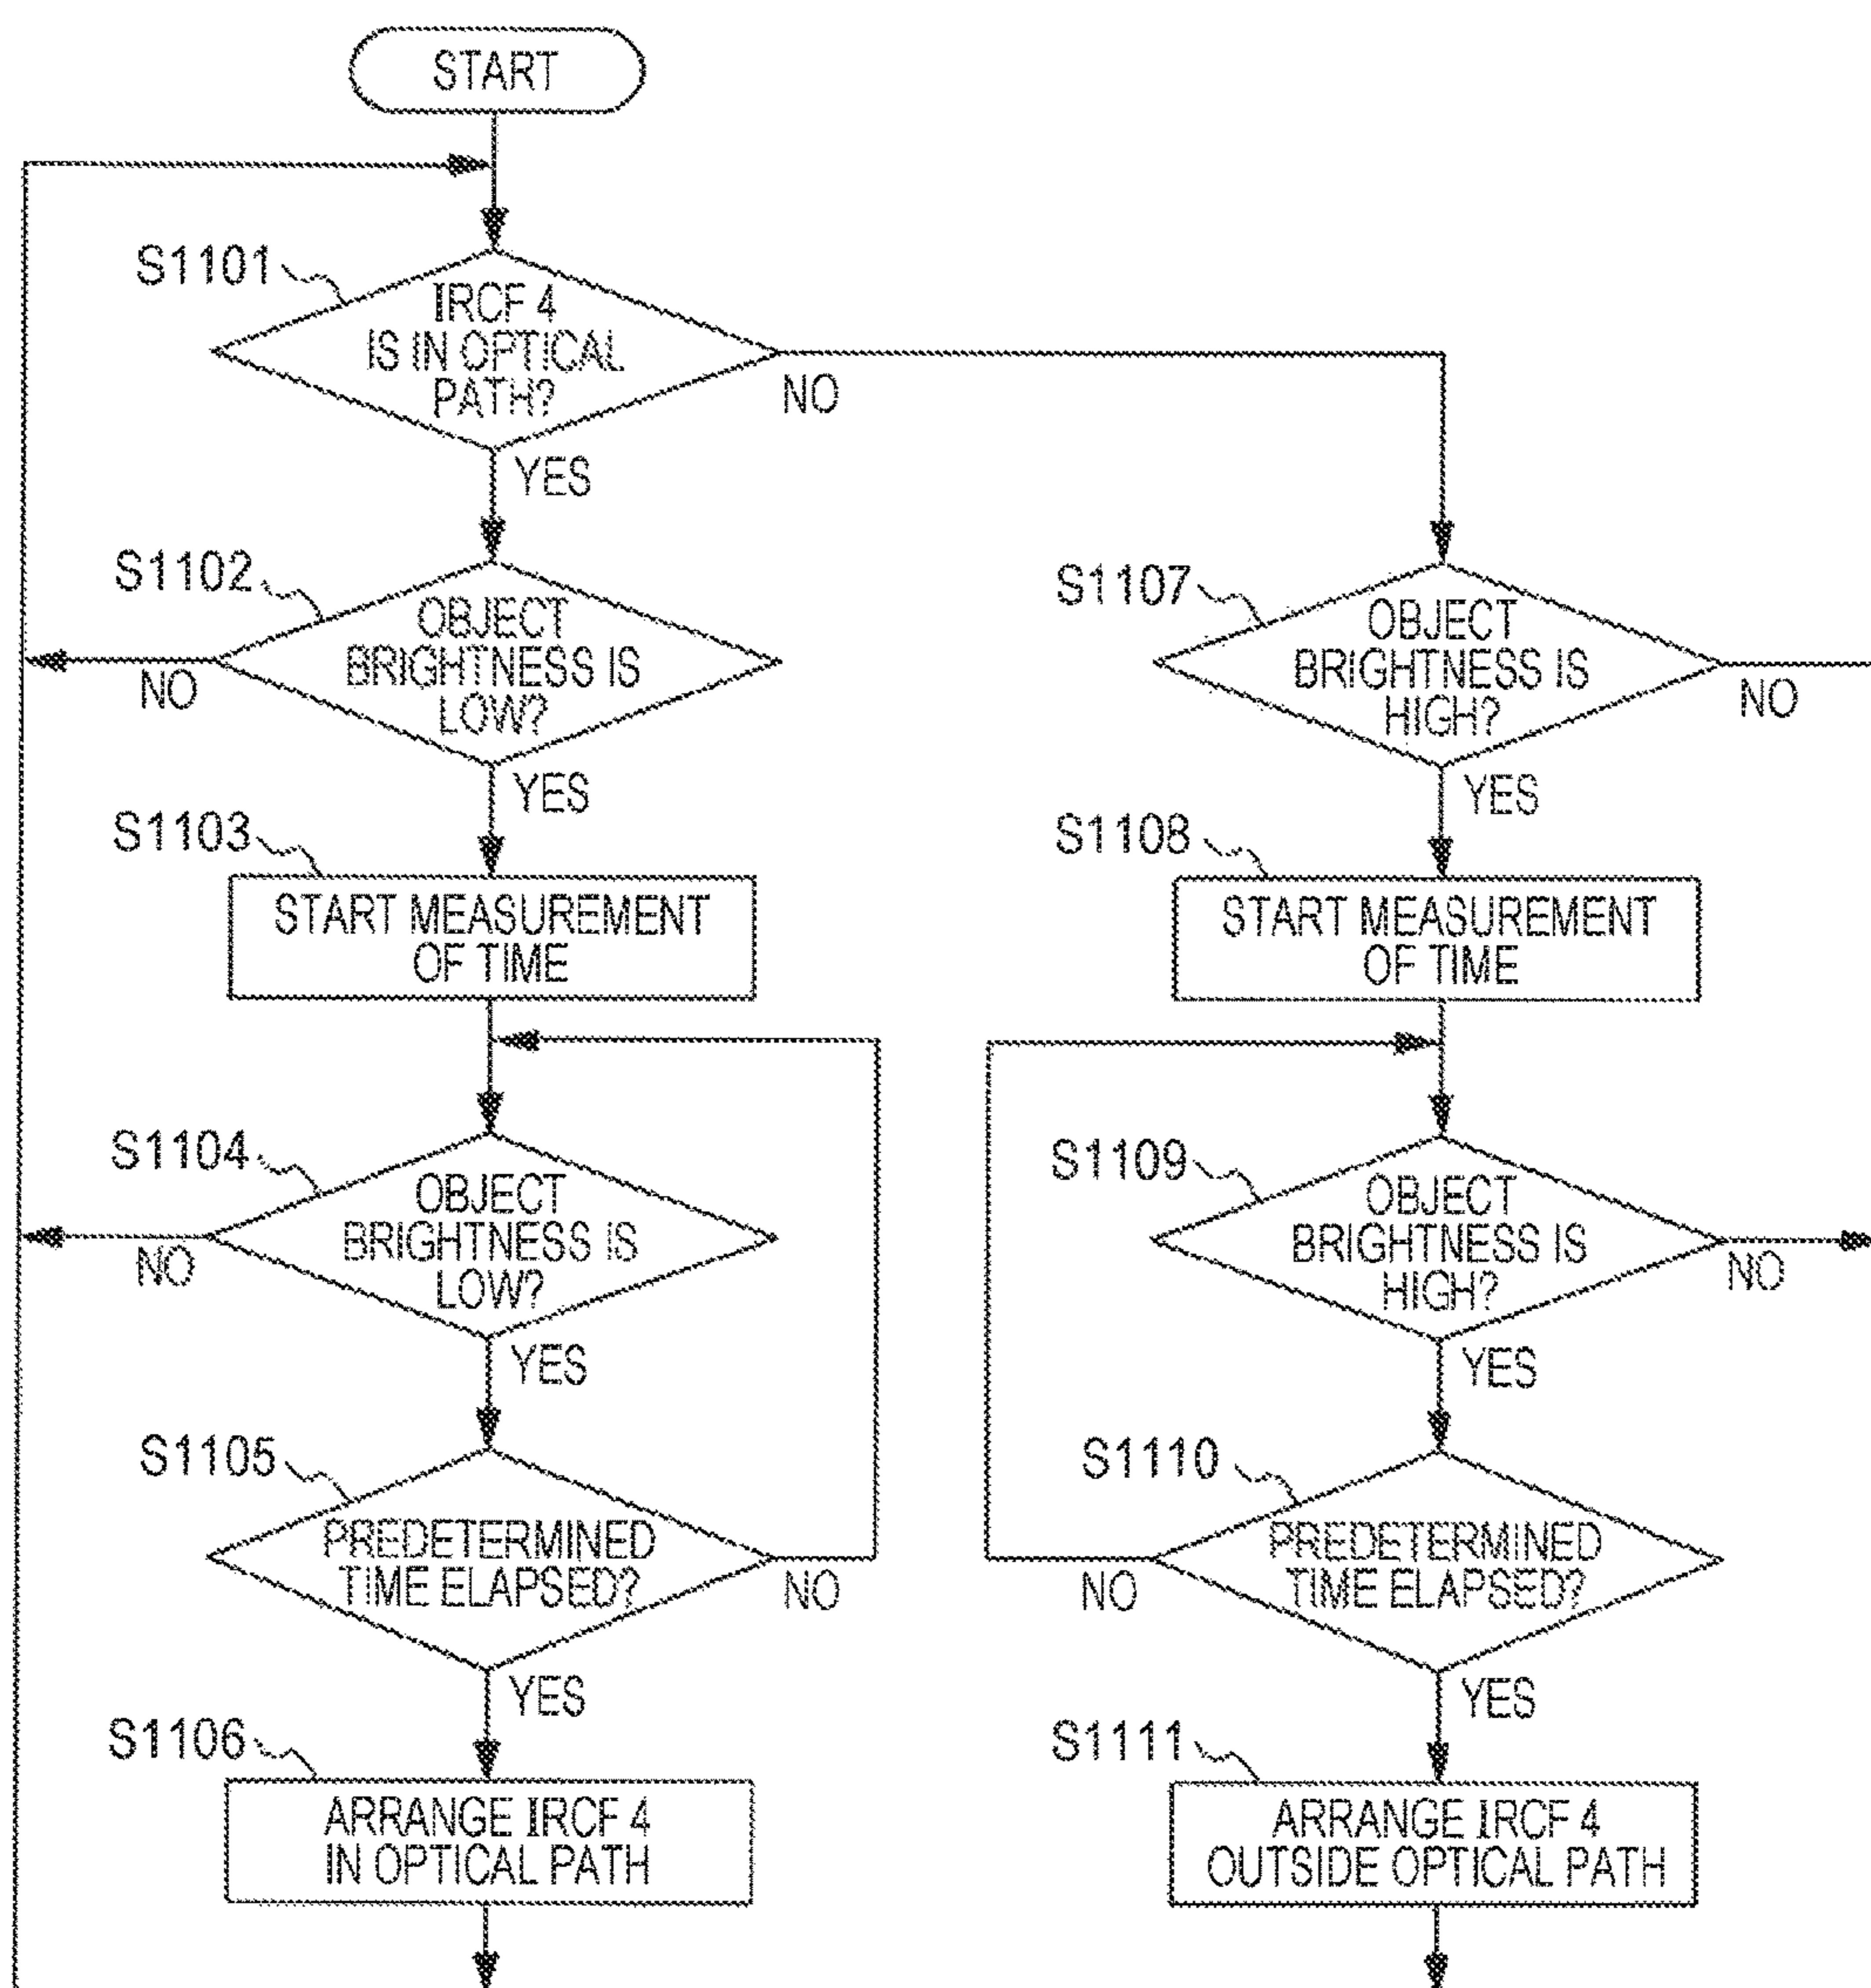 START
S1101
IRCF 4
IS IN OPTICAL
PATH?
NO
YES
S1102
OBJECT
BRIGHTNESS IS
LOW?
NO
YES
S1103
START MEASUREMENT
OF TIME
S1104
OBJECT
BRIGHTNESS IS
LOW?
NO
YES
S1105
PREDETERMINED
TIME ELAPSED?
NO
YES
S1106
ARRANGE IRCF 4
IN OPTICAL PATH
S1107
OBJECT
BRIGHTNESS IS
HIGH?
NO
YES
S1108
START MEASUREMENT
OF TIME
S1109
OBJECT
BRIGHTNESS IS
HIGH?
NO
YES
S1110
PREDETERMINED
TIME ELAPSED?
NO
YES
S1111
ARRANGE IRCF 4
OUTSIDE OPTICAL PATH